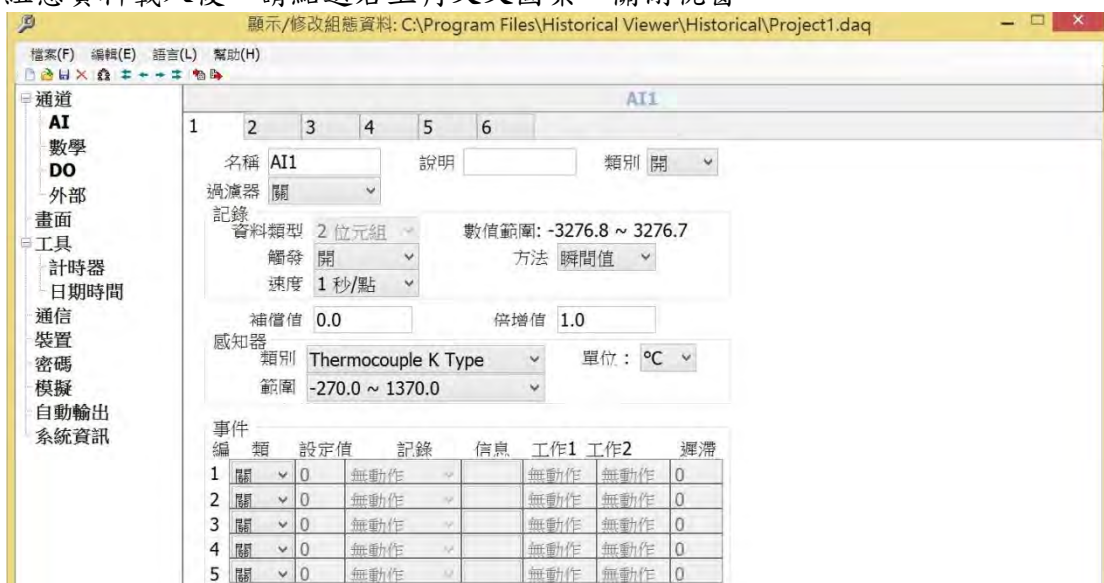 組態資料載入後，請點選右上角叉叉圖案，關閉視窗
顯示/修改組態資料: C:\Program Files\Historical Viewer\Historical\Project1.daq
檔案(F) 編輯(E) 語言(L) 幫助(H)
通道
AI
數學
DO
外部
畫面
工具
計時器
日期時間
通信
裝置
密碼
模擬
自動輸出
系統資訊
AI1
1 2 3 4 5 6
名稱 AI1 說明 類別 開
過濾器 關
記錄
資料類型 2 位元組 數值範圍: -3276.8 ~ 3276.7
觸發 開 方法 瞬間值
速度 1 秒/點
補償值 0.0 倍增值 1.0
感知器
類別 Thermocouple K Type 單位： °C
範圍 -270.0 ~ 1370.0
事件
編 類 設定值 記錄 信息 工作1 工作2 遲滯
1 關 0 無動作 無動作 無動作 0
2 關 0 無動作 無動作 無動作 0
3 關 0 無動作 無動作 無動作 0
4 關 0 無動作 無動作 無動作 0
5 關 0 無動作 無動作 無動作 0